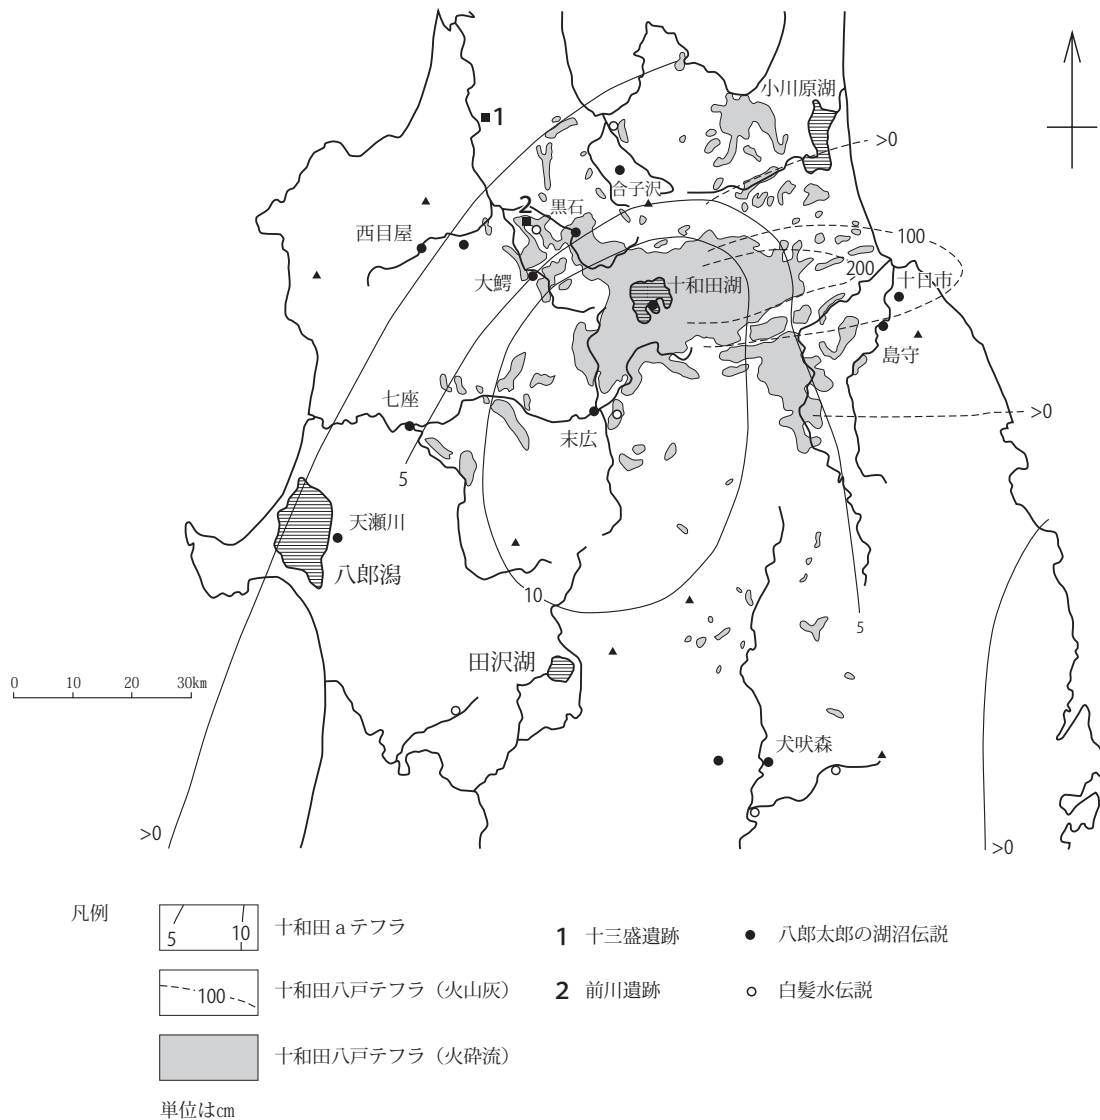 小川原湖
1
>0
合子沢
2
黒石
西目屋
100
200
大鰐
十和田湖
十日市
島守
七座
>0
末広
5
天瀬川
八郎潟
10
5
田沢湖
0 10 20 30km
犬吠森
>0
>0
凡例
5 10 十和田aテフラ
1 十三盛遺跡
八郎太郎の湖沼伝説
100 十和田八戸テフラ（火山灰）
2 前川遺跡
白髪水伝説
十和田八戸テフラ（火砕流）
単位は㎝